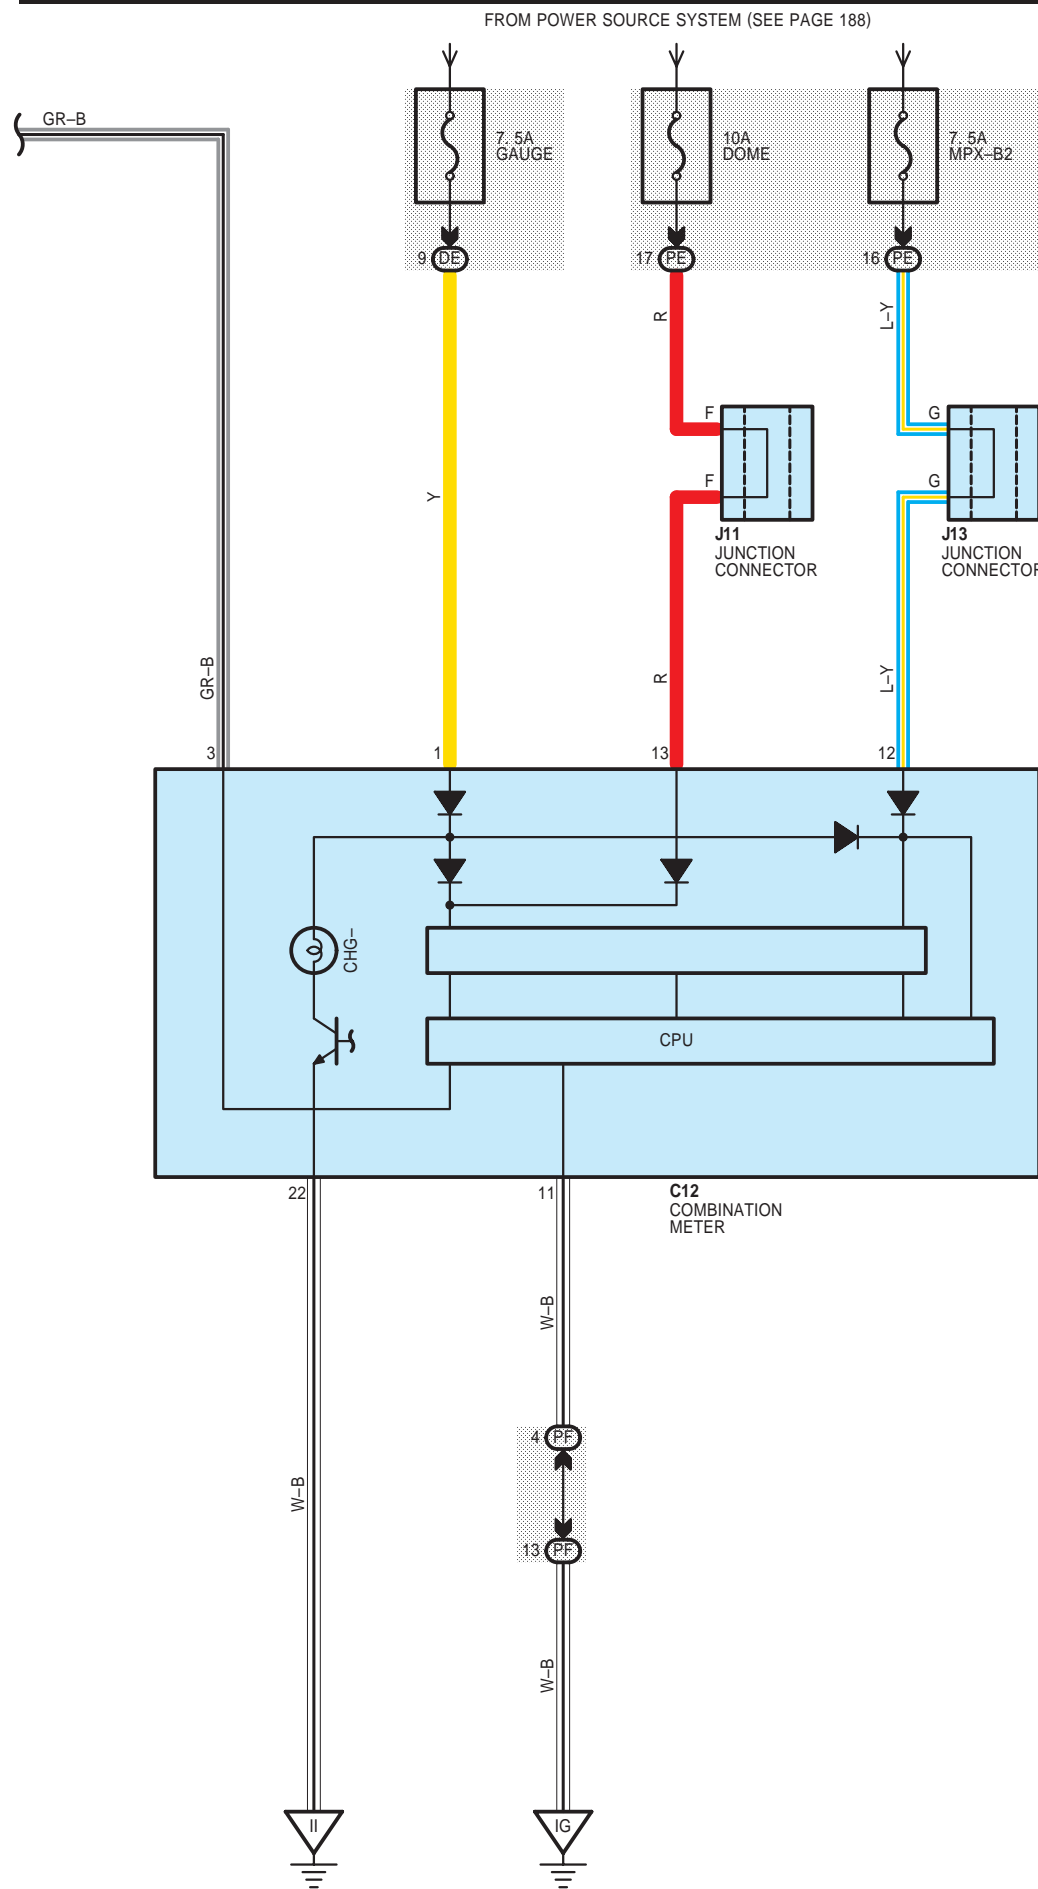 FROM POWER SOURCE SYSTEM (SEE PAGE 188)
GR–B
7. 5A
GAUGE
10A
DOME
7. 5A
MPX–B2
9 DE
17 PE
16 PE
R
L–Y
F
G
Y
F
G
J11
JUNCTION
CONNECTOR
J13
JUNCTION
CONNECTOR
GR–B
R
L–Y
3
1
13
12
CHG–
CPU
22
11
C12
COMBINATION
METER
W–B
4 PF
W–B
13 PF
W–B
II
IG